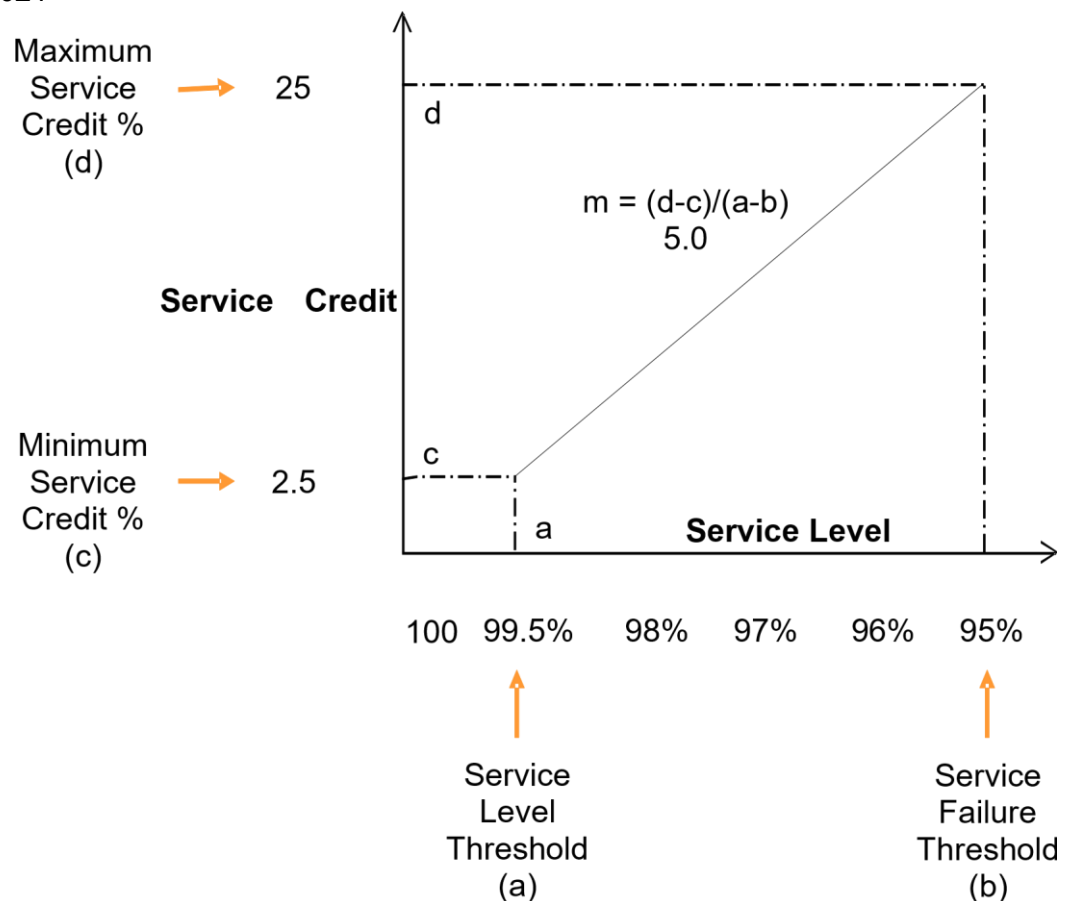 Maximum
Service
Credit %
(d)
25
d
m = (d-c)/(a-b)
5.0
Service Credit
Minimum
Service
Credit %
(c)
2.5
c
a
Service Level
100 99.5% 98% 97% 96% 95%
Service
Level
Threshold
(a)
Service
Failure
Threshold
(b)